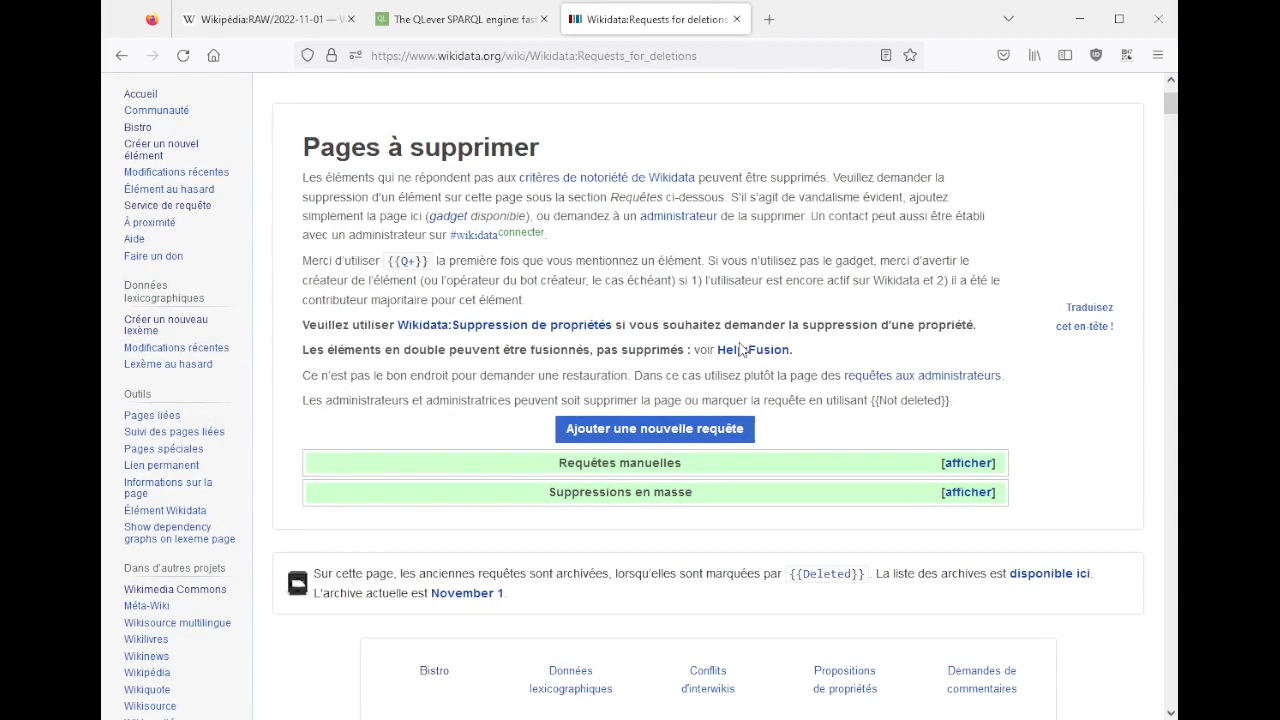 Wikipédia:RAW/2022-11-01 —
The QLever SPARQL engine: fast
Wikidata:Requests for deletions
https://www.wikidata.org/wiki/Wikidata:Requests_for_deletions
Accueil
Communauté
Bistro
Créer un nouvel
élément
Modifications récentes
Élément au hasard
Service de requête
À proximité
Aide
Faire un don
Données
lexicographiques
Créer un nouveau
lexème
Modifications récentes
Lexème au hasard
Outils
Pages liées
Suivi des pages liées
Pages spéciales
Lien permanent
Informations sur la
page
Élément Wikidata
Show dependency
graphs on lexeme page
Dans d'autres projets
Wikimedia Commons
Méta-Wiki
Wikisource multilingue
Wikilivres
Wikinews
Wikipédia
Wikiquote
Wikisource
Pages à supprimer
Les éléments qui ne répondent pas aux critères de notoriété de Wikidata peuvent être supprimés. Veuillez demander la
suppression d'un élément sur cette page sous la section Requêtes ci-dessous. S'il s'agit de vandalisme évident, ajoutez
simplement la page ici (gadget disponible), ou demandez à un administrateur de la supprimer. Un contact peut aussi être établi
avec un administrateur sur #wikidata connecter.
Merci d'utiliser {{Q+}} la première fois que vous mentionnez un élément. Si vous n'utilisez pas le gadget, merci d'avertir le
créateur de l'élément (ou l'opérateur du bot créateur, le cas échéant) si 1) l'utilisateur est encore actif sur Wikidata et 2) il a été le
contributeur majoritaire pour cet élément.
Veuillez utiliser Wikidata:Suppression de propriétés si vous souhaitez demander la suppression d'une propriété.
Les éléments en double peuvent être fusionnés, pas supprimés : voir Help:Fusion.
Ce n'est pas le bon endroit pour demander une restauration. Dans ce cas utilisez plutôt la page des requêtes aux administrateurs.
Les administrateurs et administratrices peuvent soit supprimer la page ou marquer la requête en utilisant {{Not deleted}}.
Traduisez
cet en-tête !
Ajouter une nouvelle requête
Requêtes manuelles [afficher]
Suppressions en masse [afficher]
Sur cette page, les anciennes requêtes sont archivées, lorsqu'elles sont marquées par {{Deleted}}. La liste des archives est disponible ici.
L'archive actuelle est November 1.
Bistro
Données
lexicographiques
Conflits
d'interwikis
Propositions
de propriétés
Demandes de
commentaires